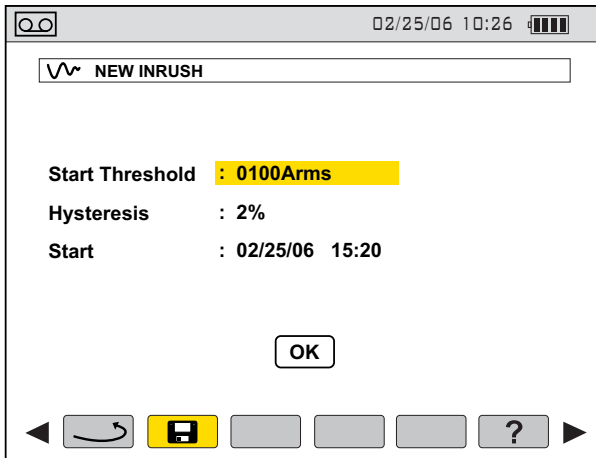 02/25/06 10:26
NEW INRUSH
Start Threshold : 0100Arms
Hysteresis : 2%
Start : 02/25/06 15:20
OK
?